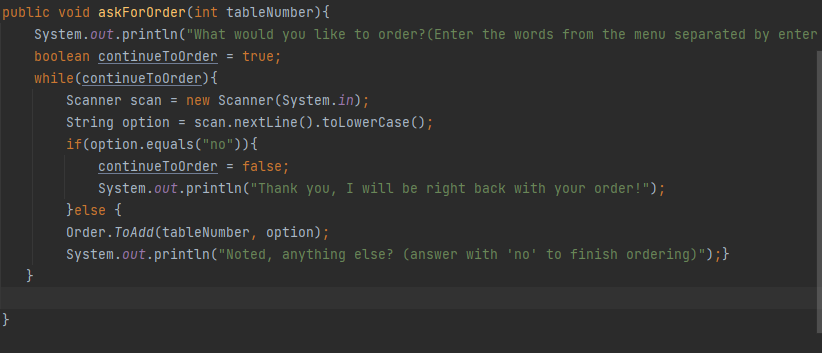 public void askForOrder(int tableNumber){
System.out.println("What would you like to order?(Enter the words from the menu separated by enter
boolean continueToOrder = true;
while(continueToOrder){
Scanner scan = new Scanner(System.in);
String option = scan.nextLine().toLowerCase();
if(option.equals("no")){
continueToOrder = false;
System.out.println("Thank you, I will be right back with your order!");
}else {
Order.ToAdd(tableNumber, option);
System.out.println("Noted, anything else? (answer with 'no' to finish ordering)");}
}
}